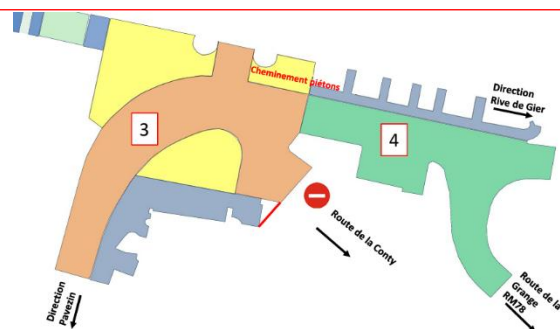 Cheminement piétons
Direction
Rive de Gier
3
4
Route de la Conty
Route de la
Grange
RM78
Direction
Pavezin